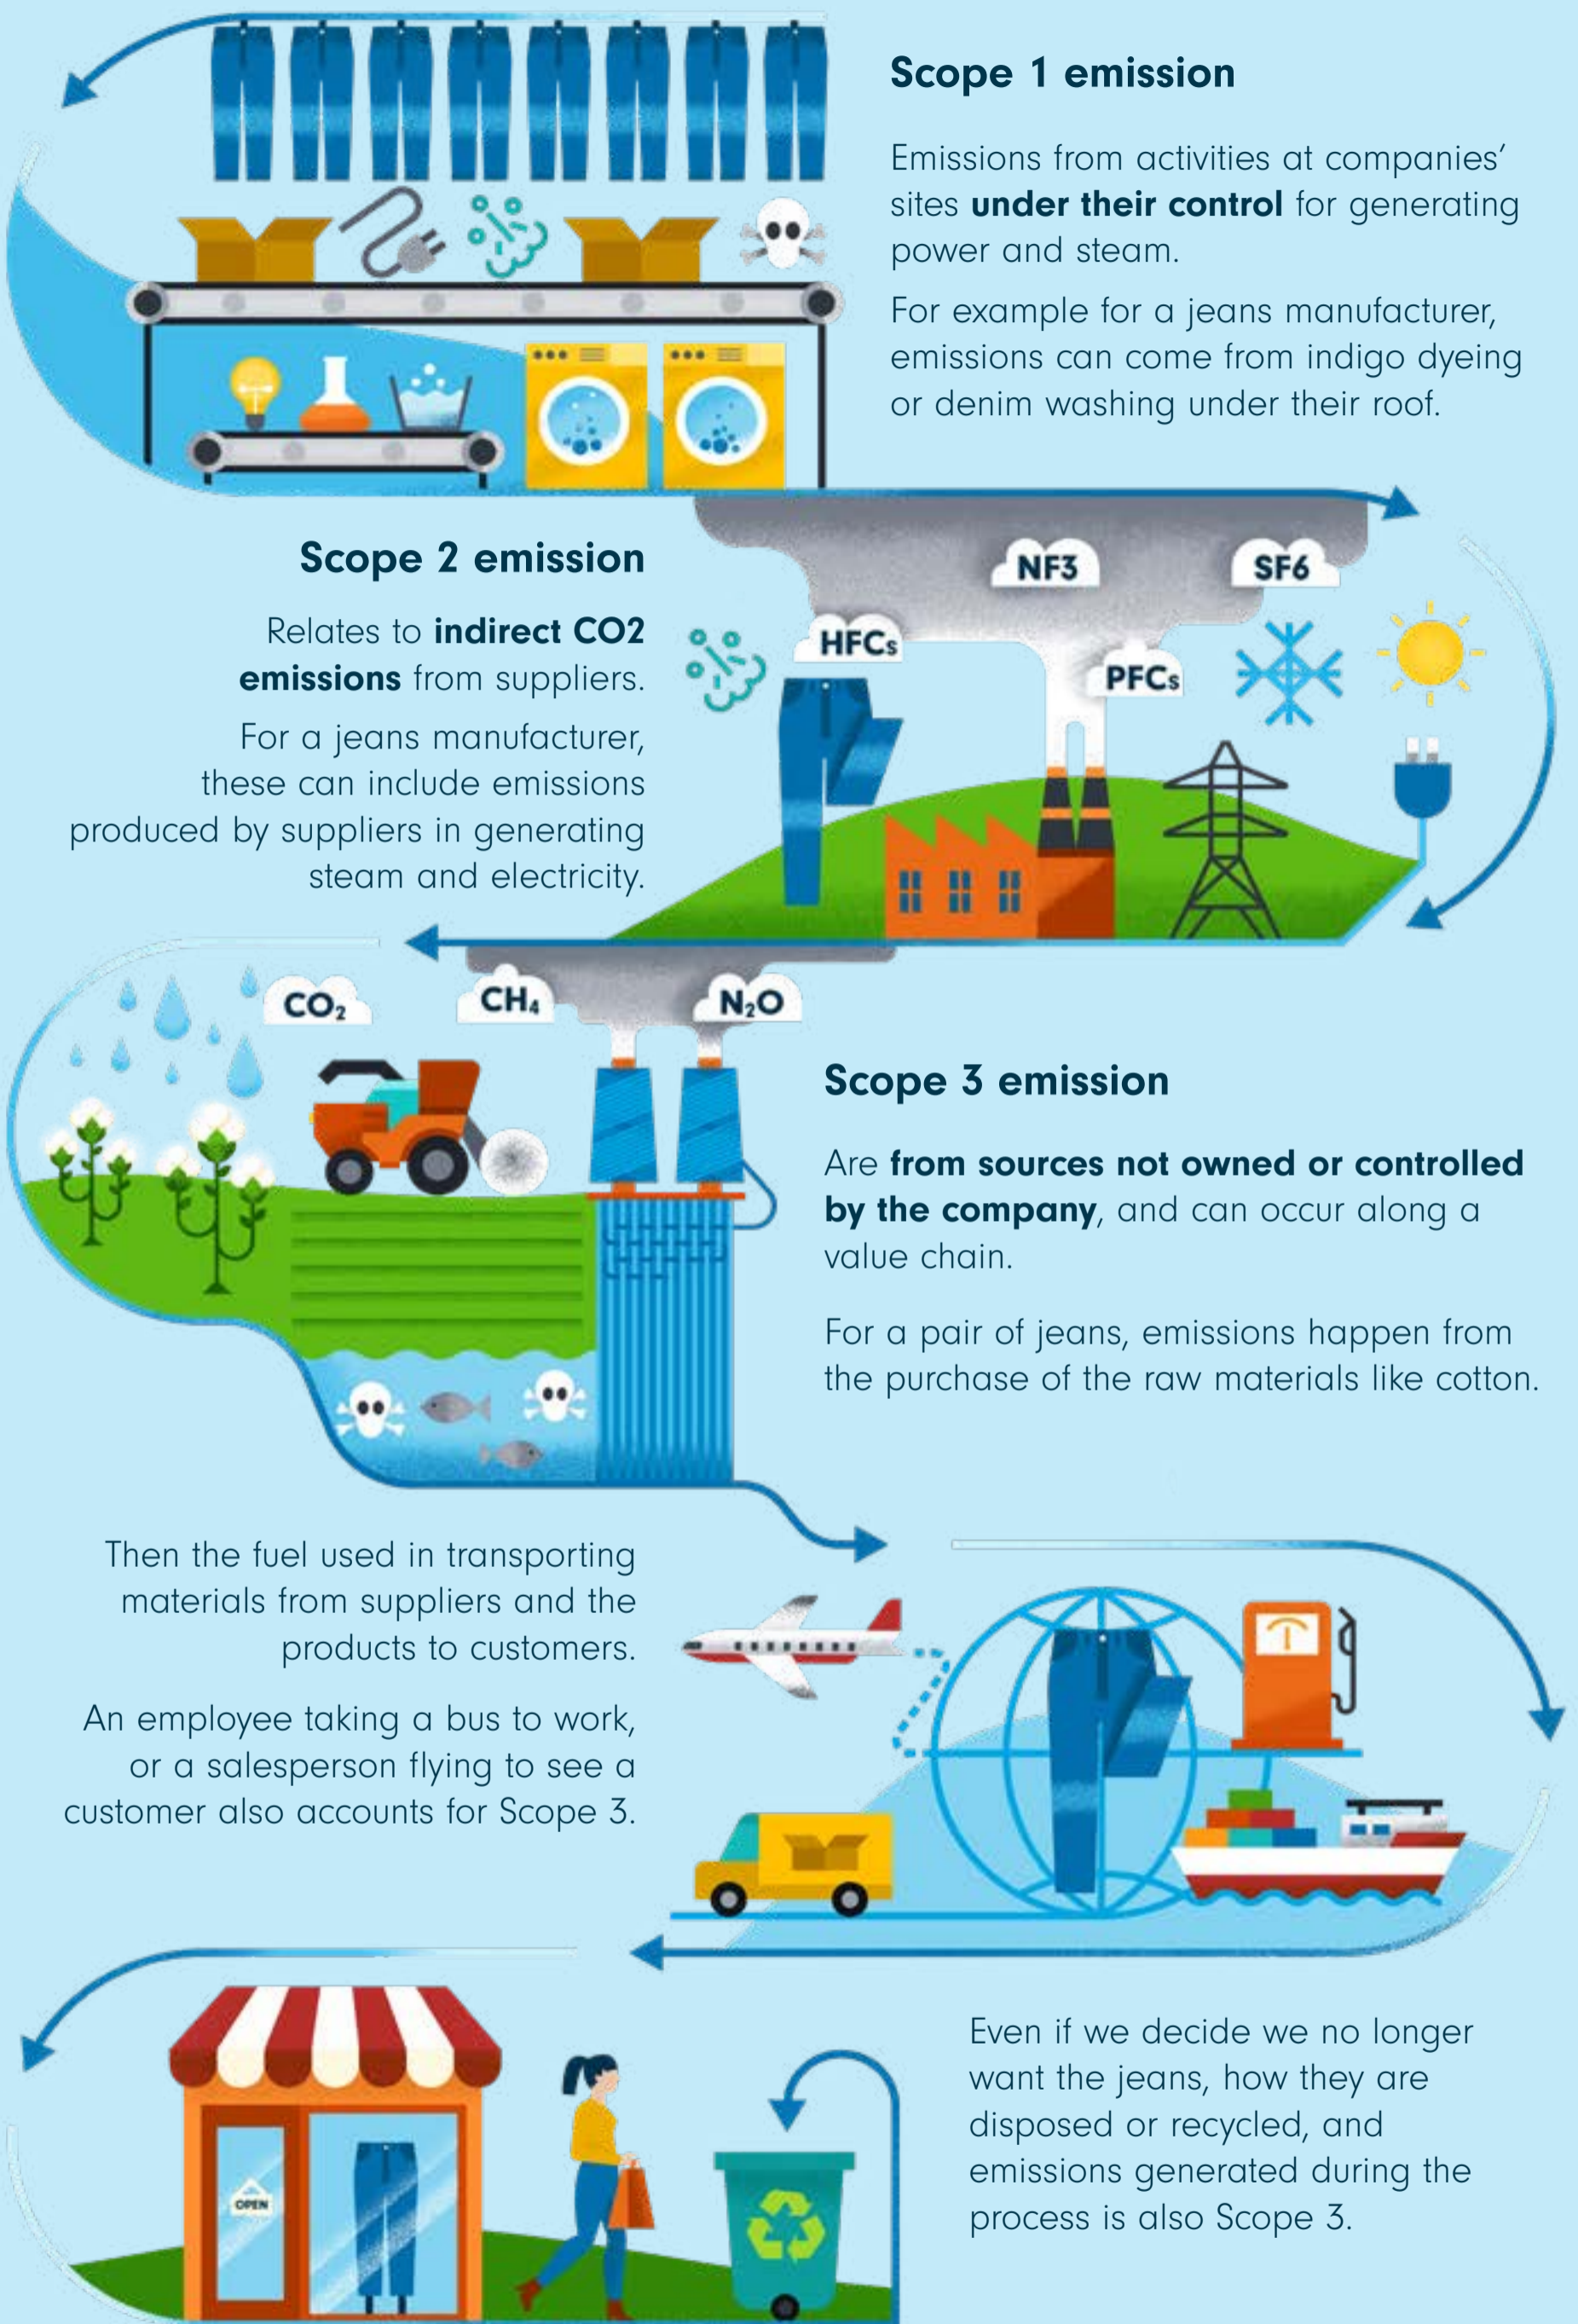 Scope 1 emission
Emissions from activities at companies’
sites under their control for generating
power and steam.
For example for a jeans manufacturer,
emissions can come from indigo dyeing
or denim washing under their roof.
Scope 2 emission
Relates to indirect CO2
emissions from suppliers.
For a jeans manufacturer,
these can include emissions
produced by suppliers in generating
steam and electricity.
NF3
SF6
HFCs
PFCs
CO₂
CH₄
N₂O
Scope 3 emission
Are from sources not owned or controlled
by the company, and can occur along a
value chain.
For a pair of jeans, emissions happen from
the purchase of the raw materials like cotton.
Then the fuel used in transporting
materials from suppliers and the
products to customers.
An employee taking a bus to work,
or a salesperson flying to see a
customer also accounts for Scope 3.
OPEN
Even if we decide we no longer
want the jeans, how they are
disposed or recycled, and
emissions generated during the
process is also Scope 3.